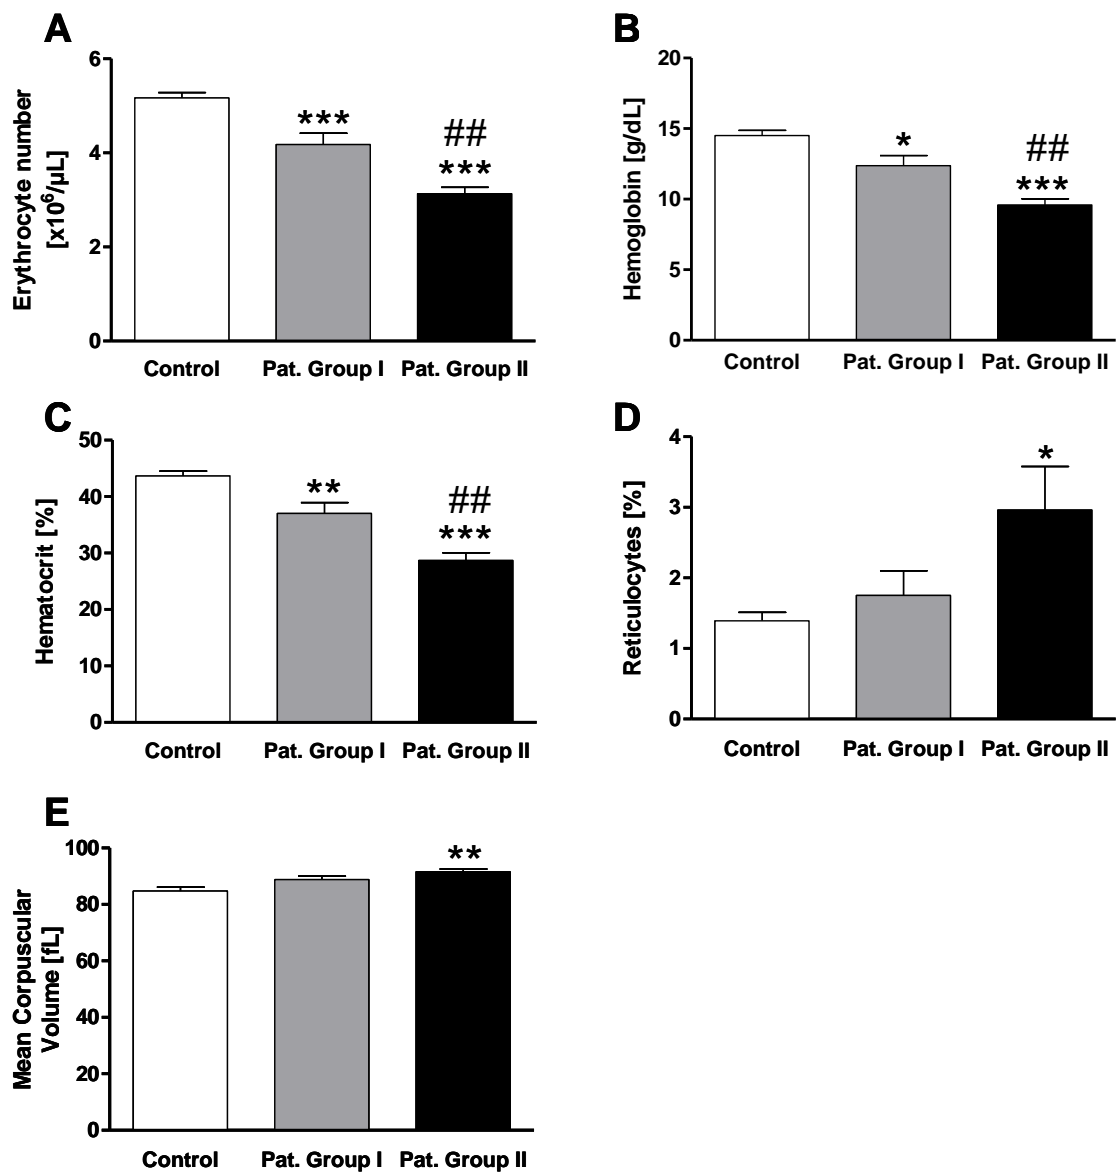 A
Erythrocyte number
[x10⁶/µL]
6
4
2
0
***
##
***
Control
Pat. Group I
Pat. Group II
B
Hemoglobin [g/dL]
20
15
10
5
0
*
##
***
Control
Pat. Group I
Pat. Group II
C
Hematocrit [%]
50
40
30
20
10
0
**
##
***
Control
Pat. Group I
Pat. Group II
D
Reticulocytes [%]
4
3
2
1
0
*
Control
Pat. Group I
Pat. Group II
E
Mean Corpuscular
Volume [fL]
100
80
60
40
20
0
**
Control
Pat. Group I
Pat. Group II